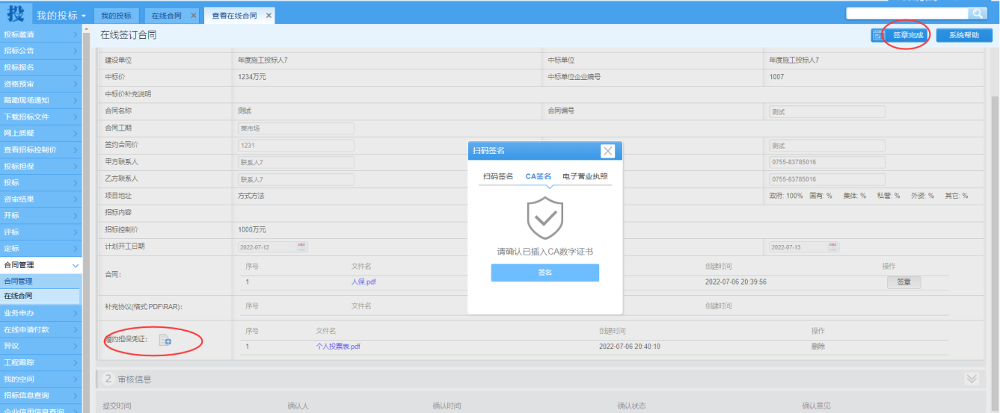 投 我的投标 我的投标 在线合同 × 查看在线合同 ×
投标邀请
招标公告
投标报名
资格预审
踏勘现场通知
下载招标文件
网上质疑
查看招标控制价
投标担保
投标
资审结果
开标
评标
定标
合同管理
合同管理
在线合同
业务申办
在线申请付款
异议
工程跟踪
我的空间
招标信息查询
企业信用信息查询
在线签订合同 签章完成 系统帮助
建设单位 年度施工投标人7 中标单位 年度施工投标人7
中标价 1234万元 中标单位企业编号 1007
中标价补充说明
合同名称 测试 合同编号 测试
合同工期 菜市场
签约合同价 1231 测试
甲方联系人 联系人7 0755-83785016
乙方联系人 联系人7 0755-83785016
项目地址 方式方法 政府: 100% 国有: % 集体: % 私营: % 外资: % 其它: %
招标内容
招标控制价 1000万元
计划开工日期 2022-07-12 2022-07-13
合同: 序号 文件名 创建时间 操作
1 人保.pdf 2022-07-06 20:39:56 签章
补充协议(格式:PDF\RAR): 序号 文件名 创建时间
履约担保凭证: 序号 文件名 创建时间 操作
1 个人投票表.pdf 2022-07-06 20:40:10 删除
2 审核信息
提交时间 确认人 确认时间 确认状态 确认意见
扫码签名
扫码签名 CA签名 电子营业执照
请确认已插入CA数字证书
签名